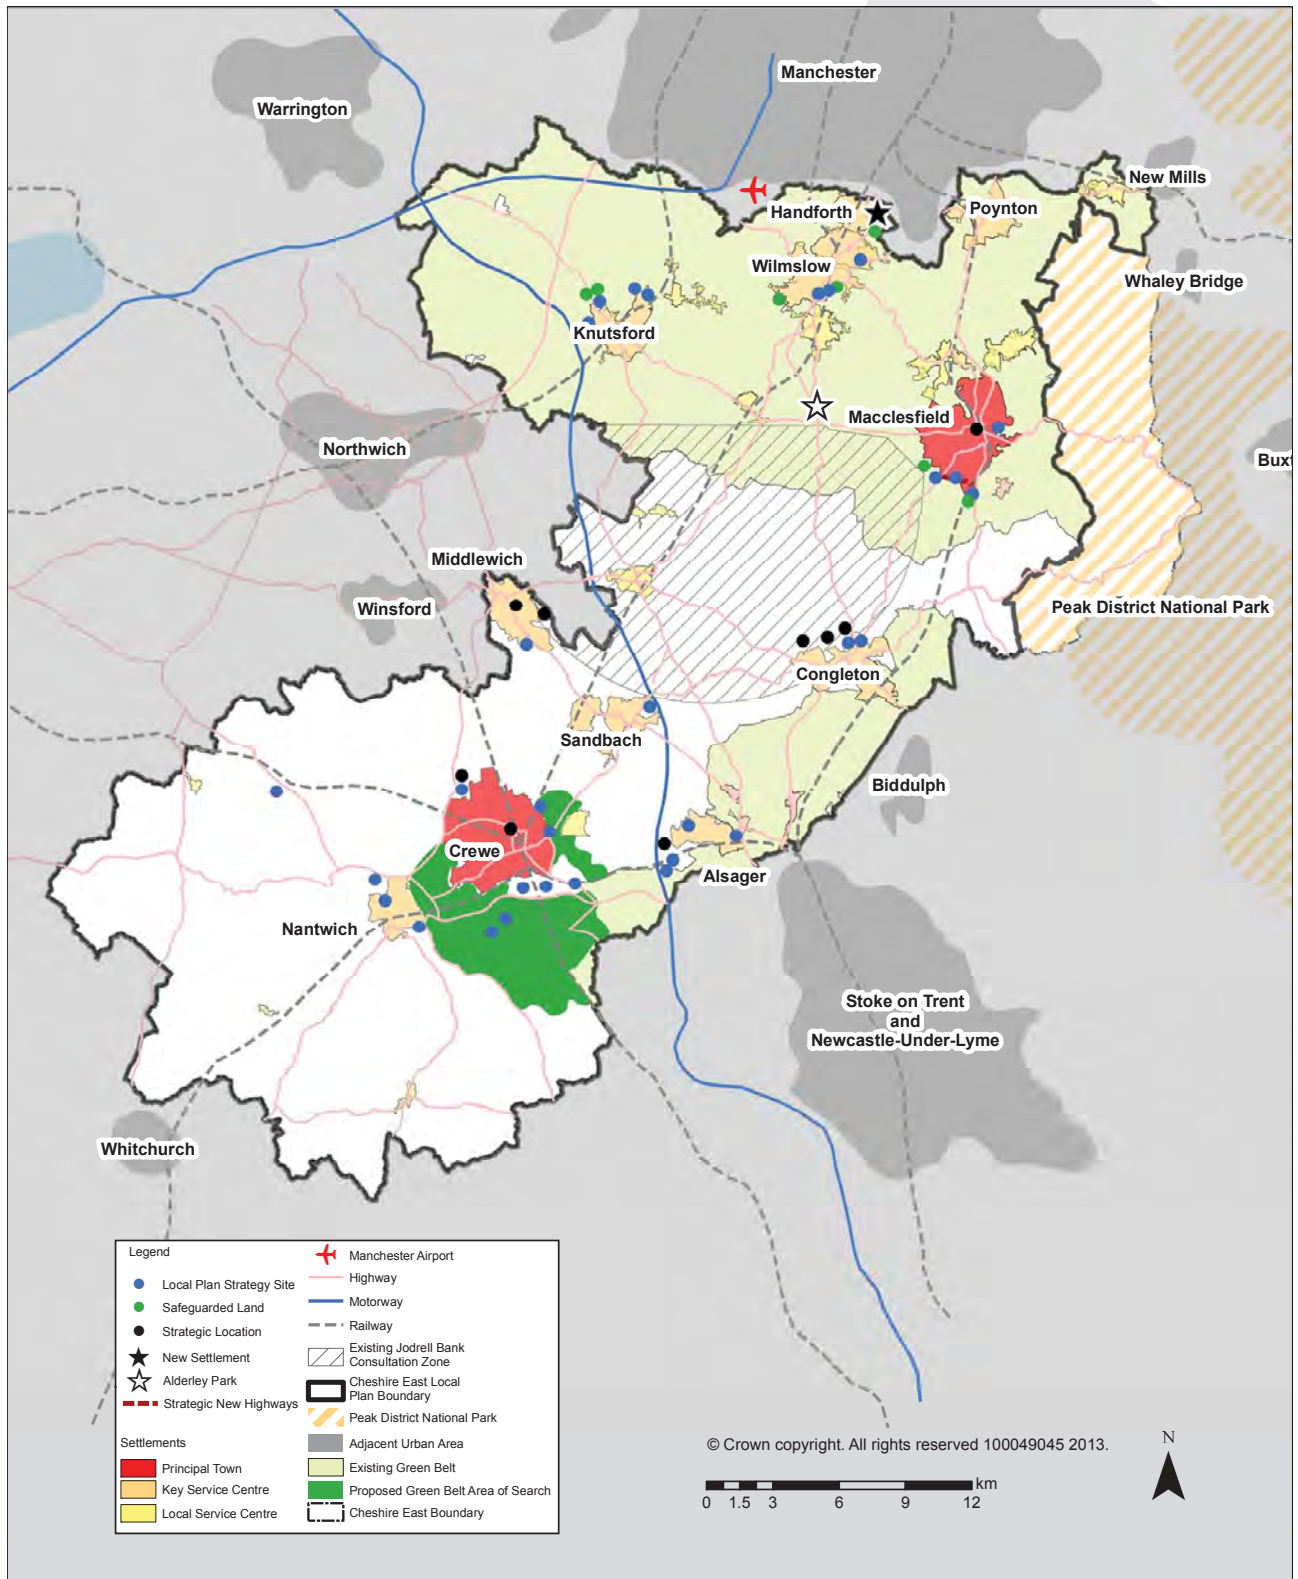 Manchester
Warrington
New Mills
Handforth
Poynton
Wilmslow
Whaley Bridge
Knutsford
Macclesfield
Northwich
Buxt
Middlewich
Winsford
Peak District National Park
Congleton
Sandbach
Biddulph
Crewe
Alsager
Nantwich
Stoke on Trent
and
Newcastle-Under-Lyme
Whitchurch
Legend
Local Plan Strategy Site
Safeguarded Land
Strategic Location
New Settlement
Alderley Park
Strategic New Highways
Settlements
Principal Town
Key Service Centre
Local Service Centre
Manchester Airport
Highway
Motorway
Railway
Existing Jodrell Bank
Consultation Zone
Cheshire East Local
Plan Boundary
Peak District National Park
Adjacent Urban Area
Existing Green Belt
Proposed Green Belt Area of Search
Cheshire East Boundary
© Crown copyright. All rights reserved 100049045 2013.
N
km
0 1.5 3 6 9 12